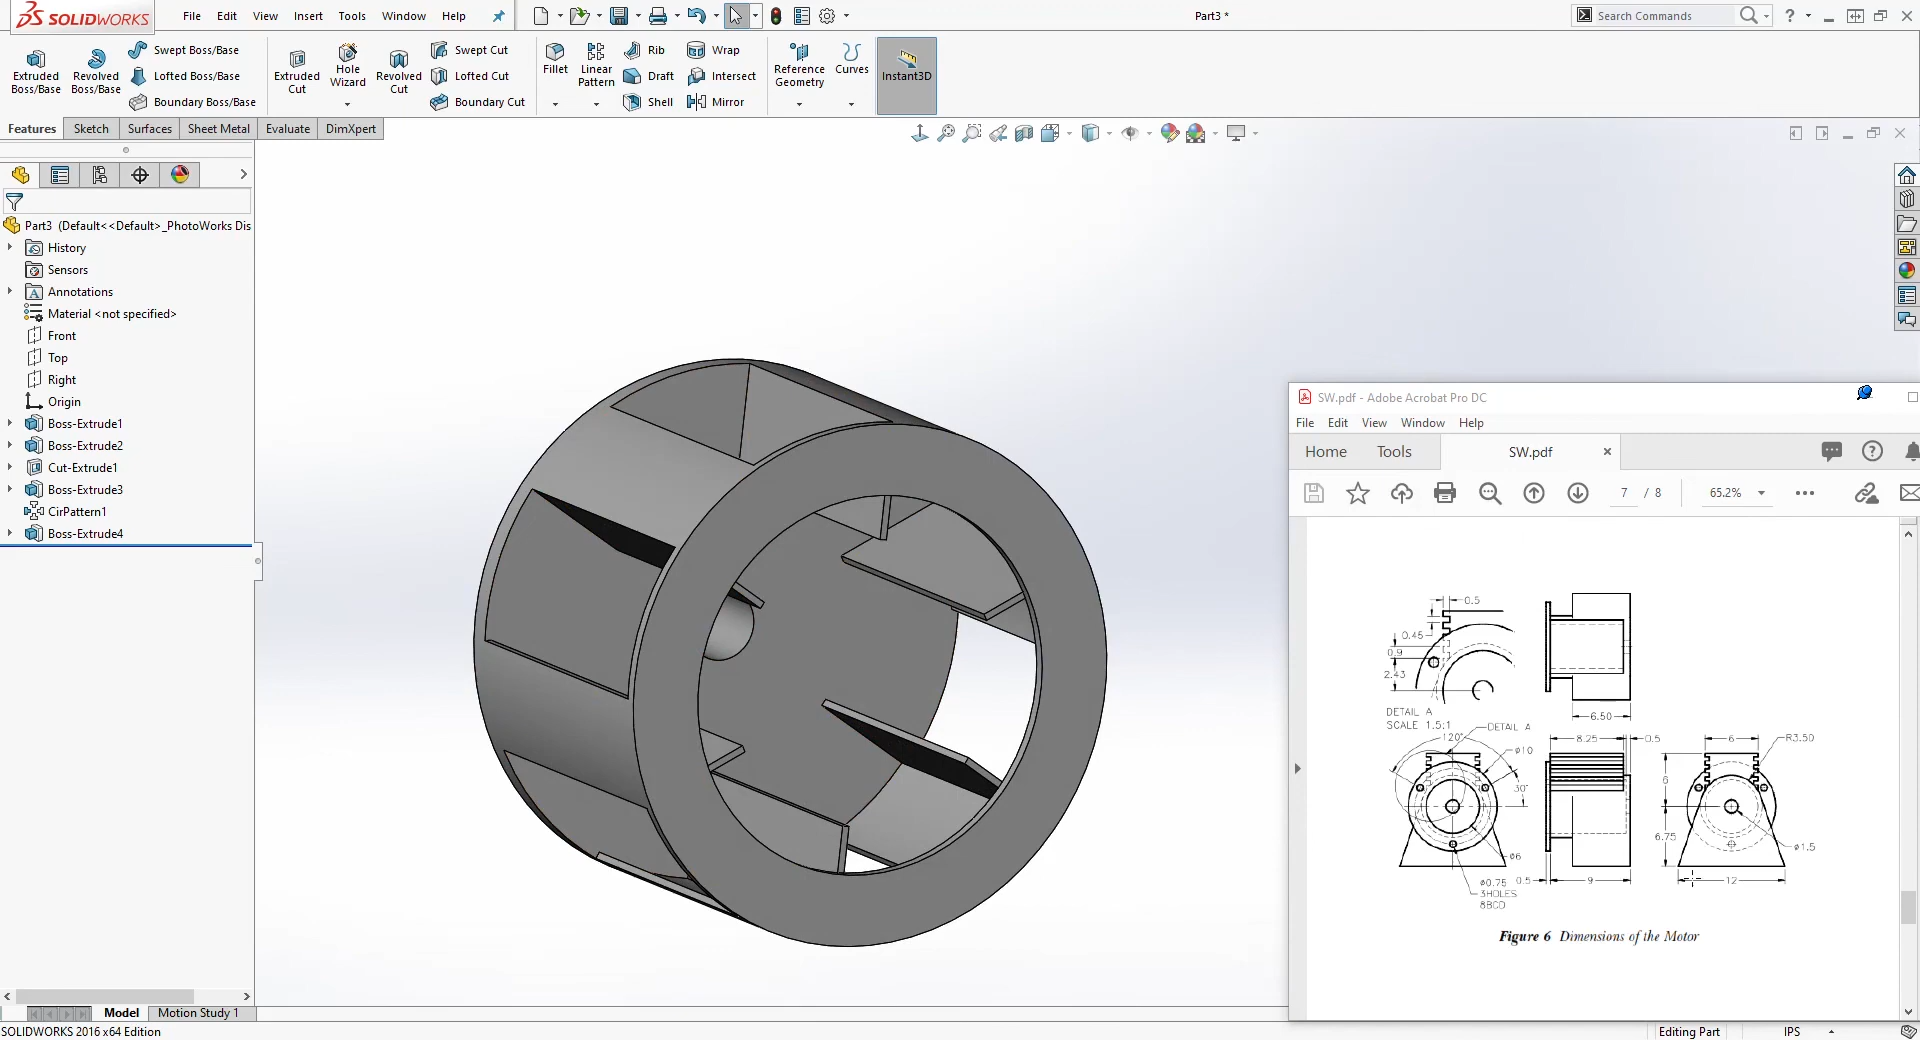 SOLIDWORKS
File Edit View Insert Tools Window Help
Part3 *
Search Commands
Extruded Boss/Base
Revolved Boss/Base
Swept Boss/Base
Lofted Boss/Base
Boundary Boss/Base
Extruded Cut
Hole Wizard
Revolved Cut
Swept Cut
Lofted Cut
Boundary Cut
Fillet
Linear Pattern
Rib
Draft
Shell
Wrap
Intersect
Mirror
Reference Geometry
Curves
Instant3D
Features Sketch Surfaces Sheet Metal Evaluate DimXpert
Part3 (Default<<Default>_PhotoWorks Dis
History
Sensors
Annotations
Material <not specified>
Front
Top
Right
Origin
Boss-Extrude1
Boss-Extrude2
Cut-Extrude1
Boss-Extrude3
CirPattern1
Boss-Extrude4
SW.pdf - Adobe Acrobat Pro DC
File Edit View Window Help
Home Tools SW.pdf ×
7 / 8 65.2%
0.5
0.45
0.9
2.43
DETAIL A
SCALE 1.5:1
6.50
DETAIL A
120°
ø10
30°
8.25
0.5
6
R3.50
6
6.75
ø6
ø1.5
ø0.75
3HOLES
8BCD
0.5
9
12
Figure 6 Dimensions of the Motor
Model Motion Study 1
SOLIDWORKS 2016 x64 Edition
Editing Part IPS